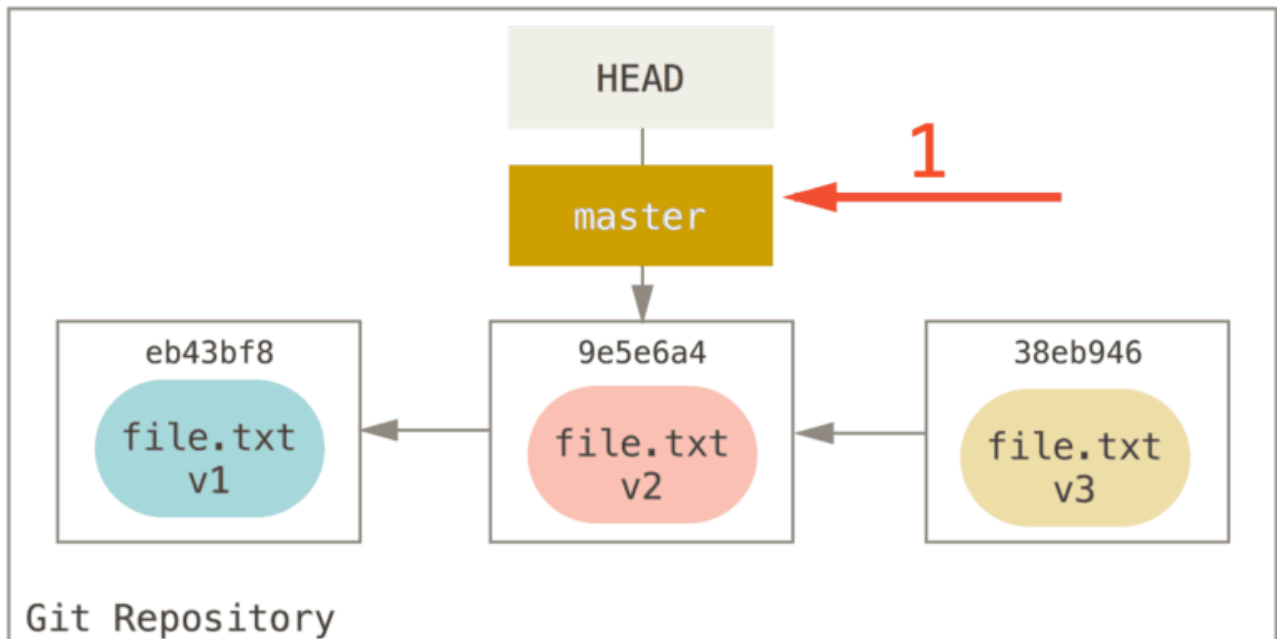 HEAD
1
master
eb43bf8
9e5e6a4
38eb946
file.txt
v1
file.txt
v2
file.txt
v3
Git Repository